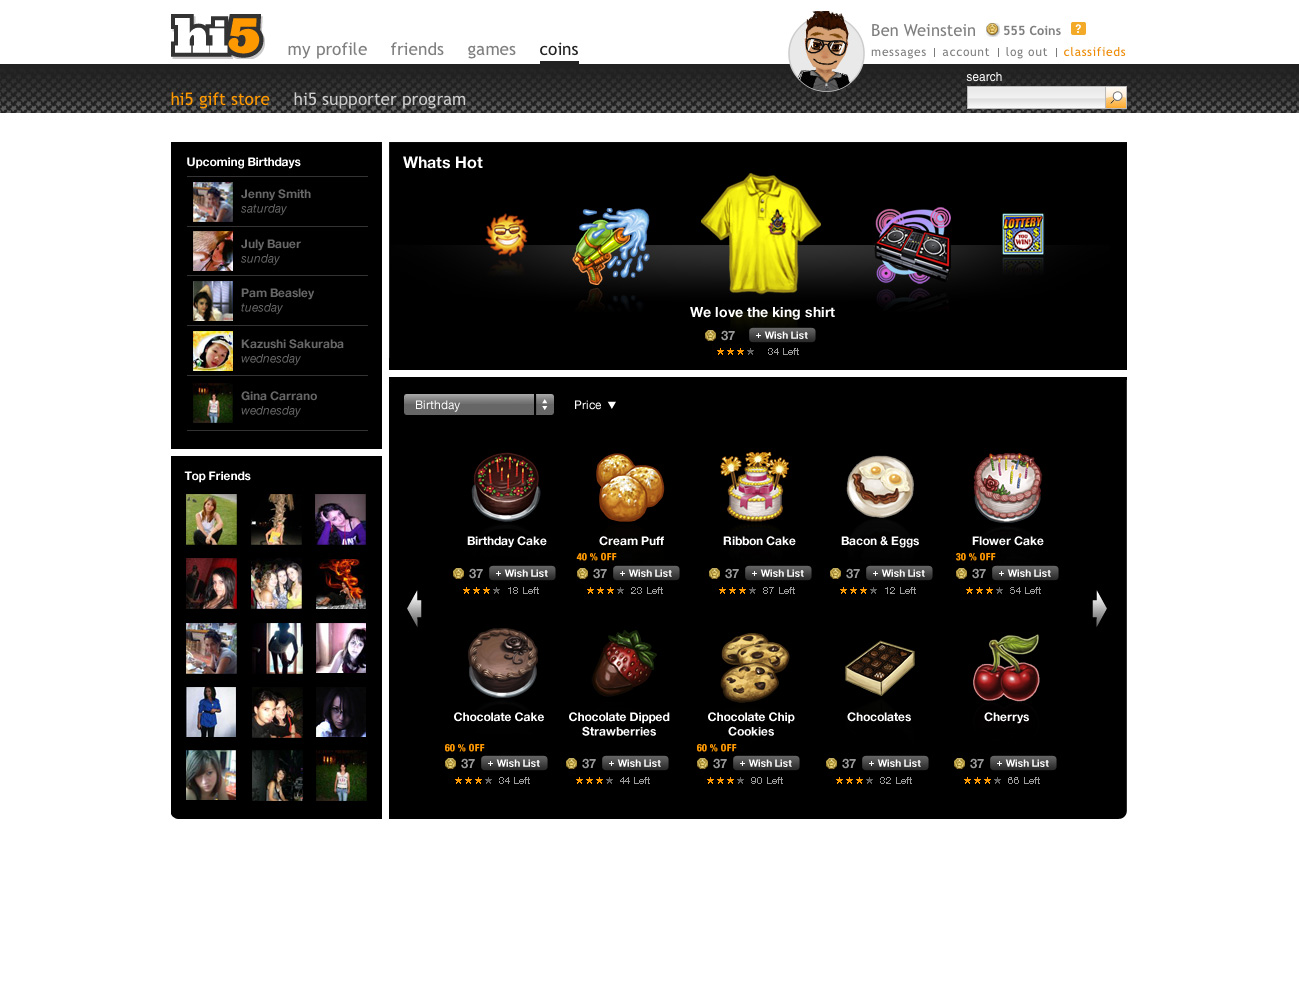 hi5
my profile friends games coins
Ben Weinstein 555 Coins ?
messages | account | log out | classifieds
hi5 gift store hi5 supporter program
search
Upcoming Birthdays
Jenny Smith
saturday
July Bauer
sunday
Pam Beasley
tuesday
Kazushi Sakuraba
wednesday
Gina Carrano
wednesday
Top Friends
Whats Hot
LOTTERY
YOU
WIN!
We love the king shirt
37 + Wish List
34 Left
Birthday Price ▼
Birthday Cake Cream Puff Ribbon Cake Bacon & Eggs Flower Cake
40 % OFF 30 % OFF
37 + Wish List 37 + Wish List 37 + Wish List 37 + Wish List 37 + Wish List
18 Left 23 Left 87 Left 12 Left 54 Left
Chocolate Cake Chocolate Dipped Chocolate Chip Chocolates Cherrys
Strawberries Cookies
60 % OFF 60 % OFF
37 + Wish List 37 + Wish List 37 + Wish List 37 + Wish List 37 + Wish List
34 Left 44 Left 90 Left 32 Left 66 Left